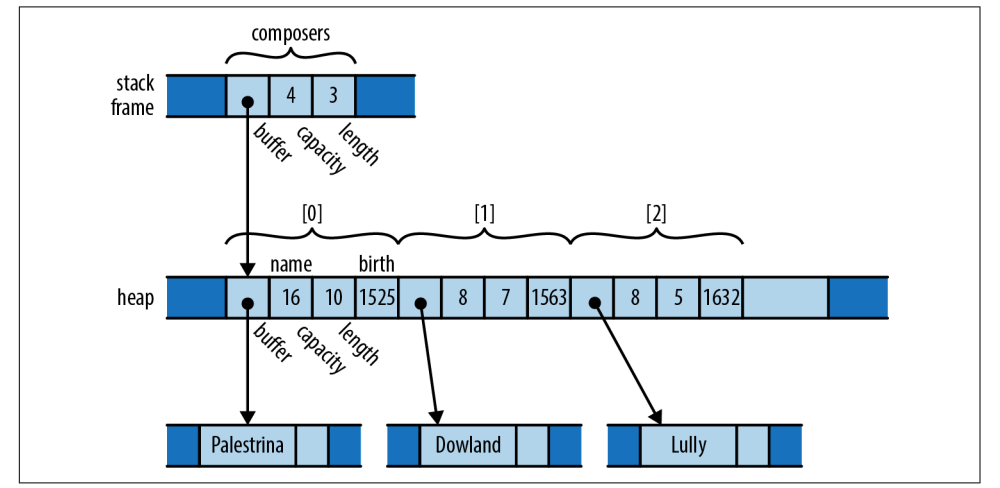 composers
stack
frame
4 3
buffer capacity length
[0] [1] [2]
name birth
heap
16 10 1525 8 7 1563 8 5 1632
buffer capacity length
Palestrina Dowland Lully